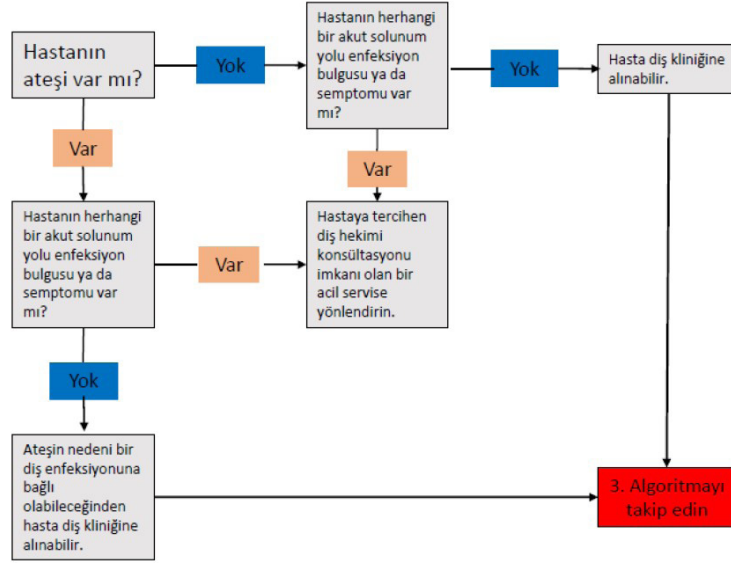 Hastanın
ateşi var mı?
Yok
Hastanın herhangi
bir akut solunum
yolu enfeksiyon
bulgusu ya da
semptomu var
mı?
Yok
Hasta diş kliniğine
alınabilir.
Var
Var
Hastanın herhangi
bir akut solunum
yolu enfeksiyon
bulgusu ya da
semptomu var
mı?
Var
Hastaya tercihen
diş hekimi
konsültasyonu
imkanı olan bir
acil servise
yönlendirin.
Yok
Ateşin nedeni bir
diş enfeksiyonuna
bağlı
olabileceğinden
hasta diş kliniğine
alınabilir.
3. Algoritmayı
takip edin